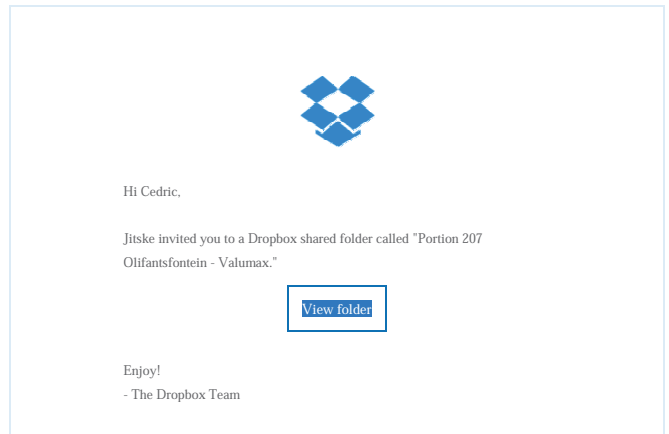 Hi Cedric,
Jitske invited you to a Dropbox shared folder called "Portion 207
Olifantsfontein - Valumax."
View folder
Enjoy!
- The Dropbox Team